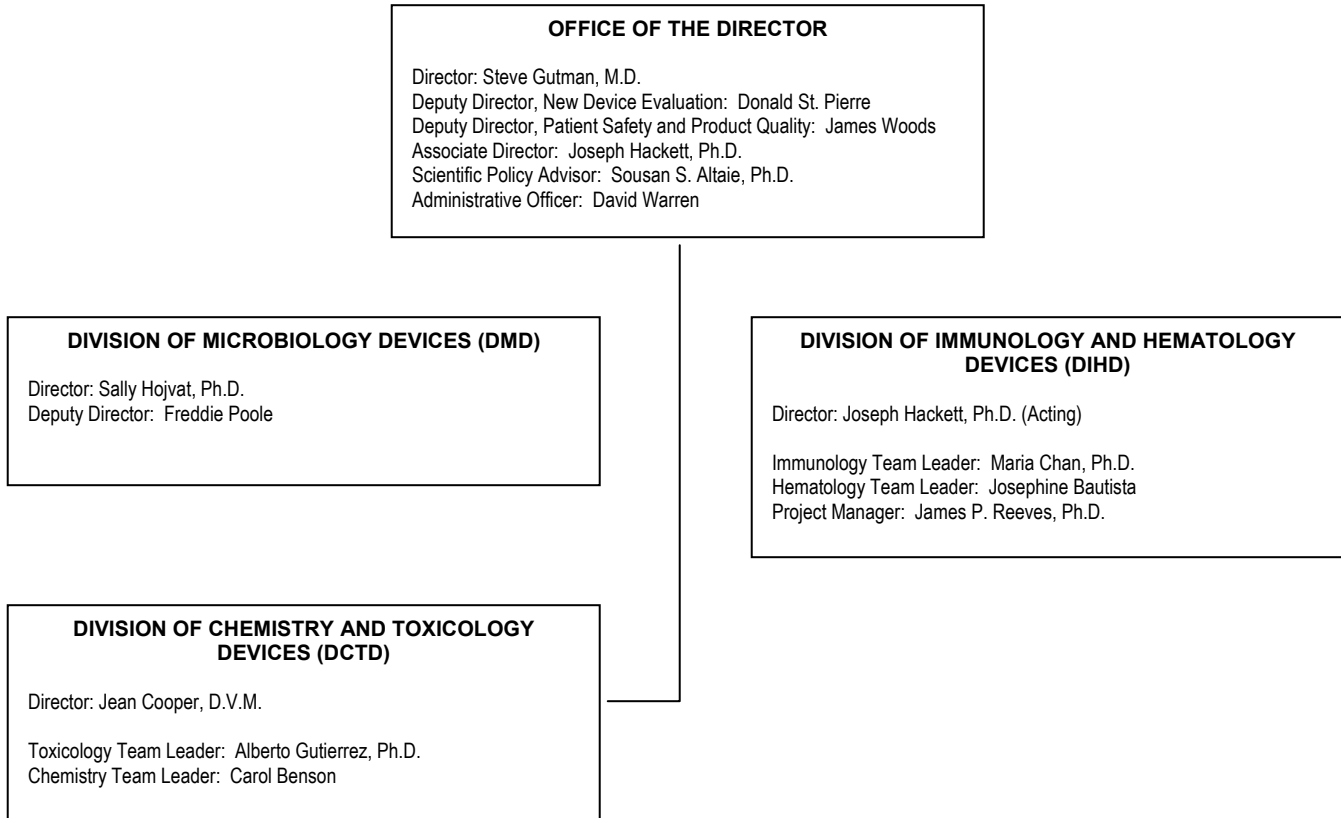 OFFICE OF THE DIRECTOR
Director: Steve Gutman, M.D.
Deputy Director, New Device Evaluation:  Donald St. Pierre
Deputy Director, Patient Safety and Product Quality:  James Woods
Associate Director:  Joseph Hackett, Ph.D.
Scientific Policy Advisor:  Sousan S. Altaie, Ph.D.
Administrative Officer:  David Warren
DIVISION OF MICROBIOLOGY DEVICES (DMD)
Director: Sally Hojvat, Ph.D.
Deputy Director:  Freddie Poole
DIVISION OF IMMUNOLOGY AND HEMATOLOGY
DEVICES (DIHD)
Director: Joseph Hackett, Ph.D. (Acting)
Immunology Team Leader:  Maria Chan, Ph.D.
Hematology Team Leader:  Josephine Bautista
Project Manager:  James P. Reeves, Ph.D.
DIVISION OF CHEMISTRY AND TOXICOLOGY
DEVICES (DCTD)
Director: Jean Cooper, D.V.M.
Toxicology Team Leader:  Alberto Gutierrez, Ph.D.
Chemistry Team Leader:  Carol Benson